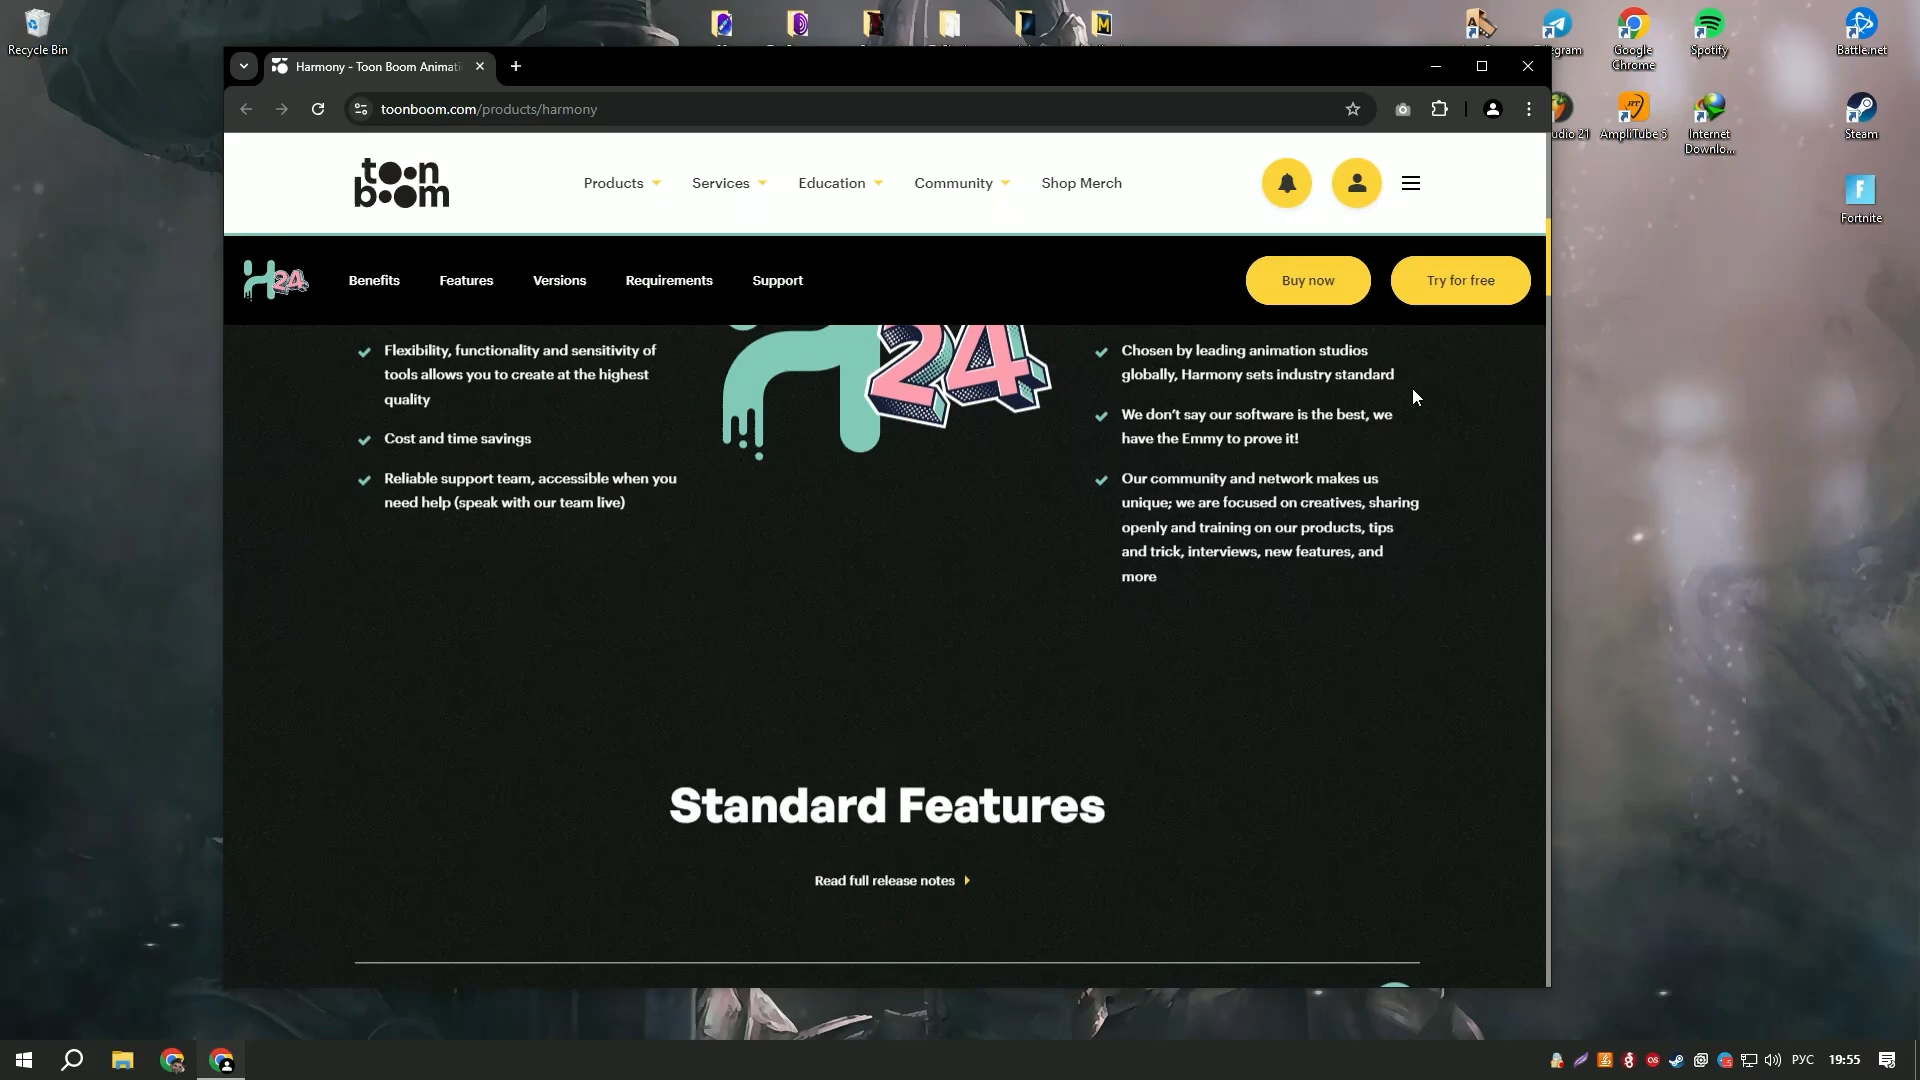 Recycle Bin
Google Chrome
Spotify
Battle.net
AmpliTube 5
Internet Downlo...
Steam
Fortnite
Harmony - Toon Boom Animati
toonboom.com/products/harmony
toon boom
Products
Services
Education
Community
Shop Merch
24
Benefits
Features
Versions
Requirements
Support
Buy now
Try for free
Flexibility, functionality and sensitivity of
tools allows you to create at the highest
quality
Cost and time savings
Reliable support team, accessible when you
need help (speak with our team live)
24
Chosen by leading animation studios
globally, Harmony sets industry standard
We don't say our software is the best, we
have the Emmy to prove it!
Our community and network makes us
unique; we are focused on creatives, sharing
openly and training on our products, tips
and trick, interviews, new features, and
more
Standard Features
Read full release notes
РУС
19:55